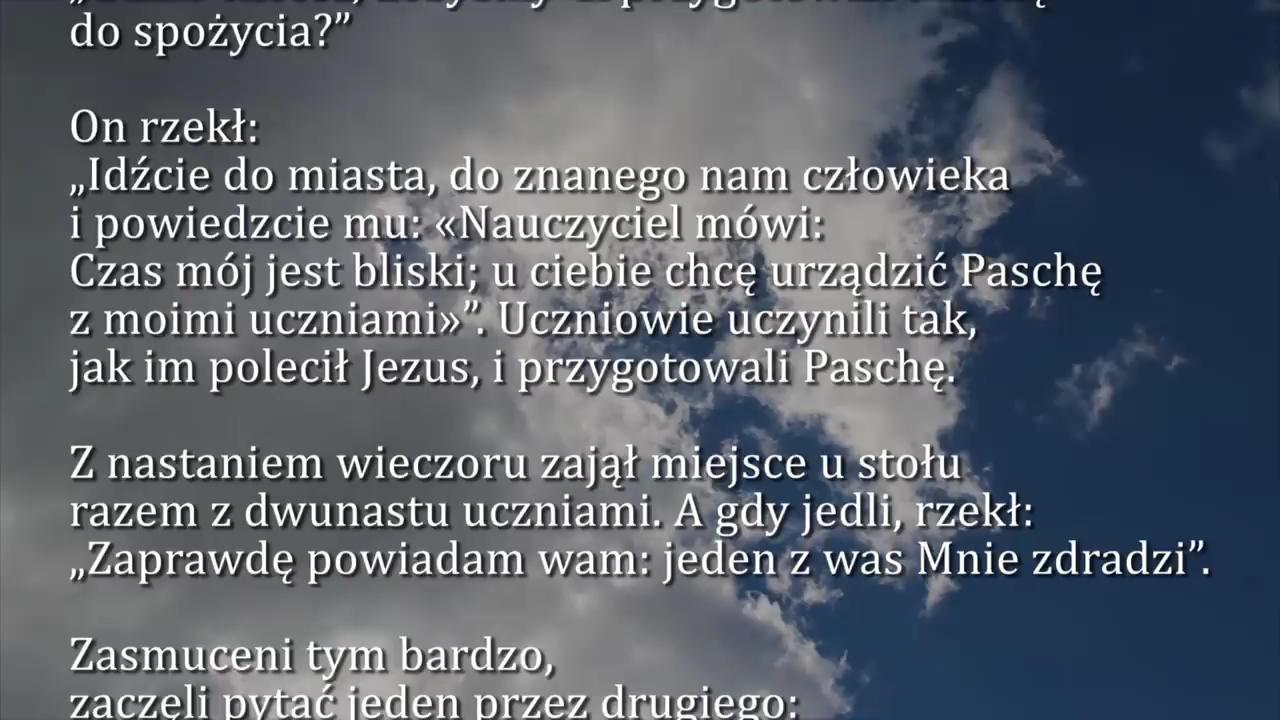 do spożycia?”
On rzekł:
„Idźcie do miasta, do znanego nam człowieka
i powiedzcie mu: «Nauczyciel mówi:
Czas mój jest bliski; u ciebie chcę urządzić Paschę
z moimi uczniami»”. Uczniowie uczynili tak,
jak im polecił Jezus, i przygotowali Paschę.
Z nastaniem wieczoru zajął miejsce u stołu
razem z dwunastu uczniami. A gdy jedli, rzekł:
„Zaprawdę powiadam wam: jeden z was Mnie zdradzi”.
Zasmuceni tym bardzo,
zaczęli pytać jeden przez drugiego: